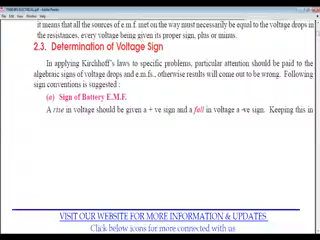 THERAJA ELECTRICAL.pdf - Adobe Reader
it means that all the sources of e.m.f. met on the way must necessarily be equal to the voltage drops in
the resistances, every voltage being given its proper sign, plus or minus.
2.3. Determination of Voltage Sign
In applying Kirchhoff's laws to specific problems, particular attention should be paid to the
algebraic signs of voltage drops and e.m.fs., otherwise results will come out to be wrong. Following
sign conventions is suggested :
(a) Sign of Battery E.M.F.
A rise in voltage should be given a + ve sign and a fall in voltage a -ve sign. Keeping this in
VISIT OUR WEBSITE FOR MORE INFORMATION & UPDATES
Click below icons for more connected with us